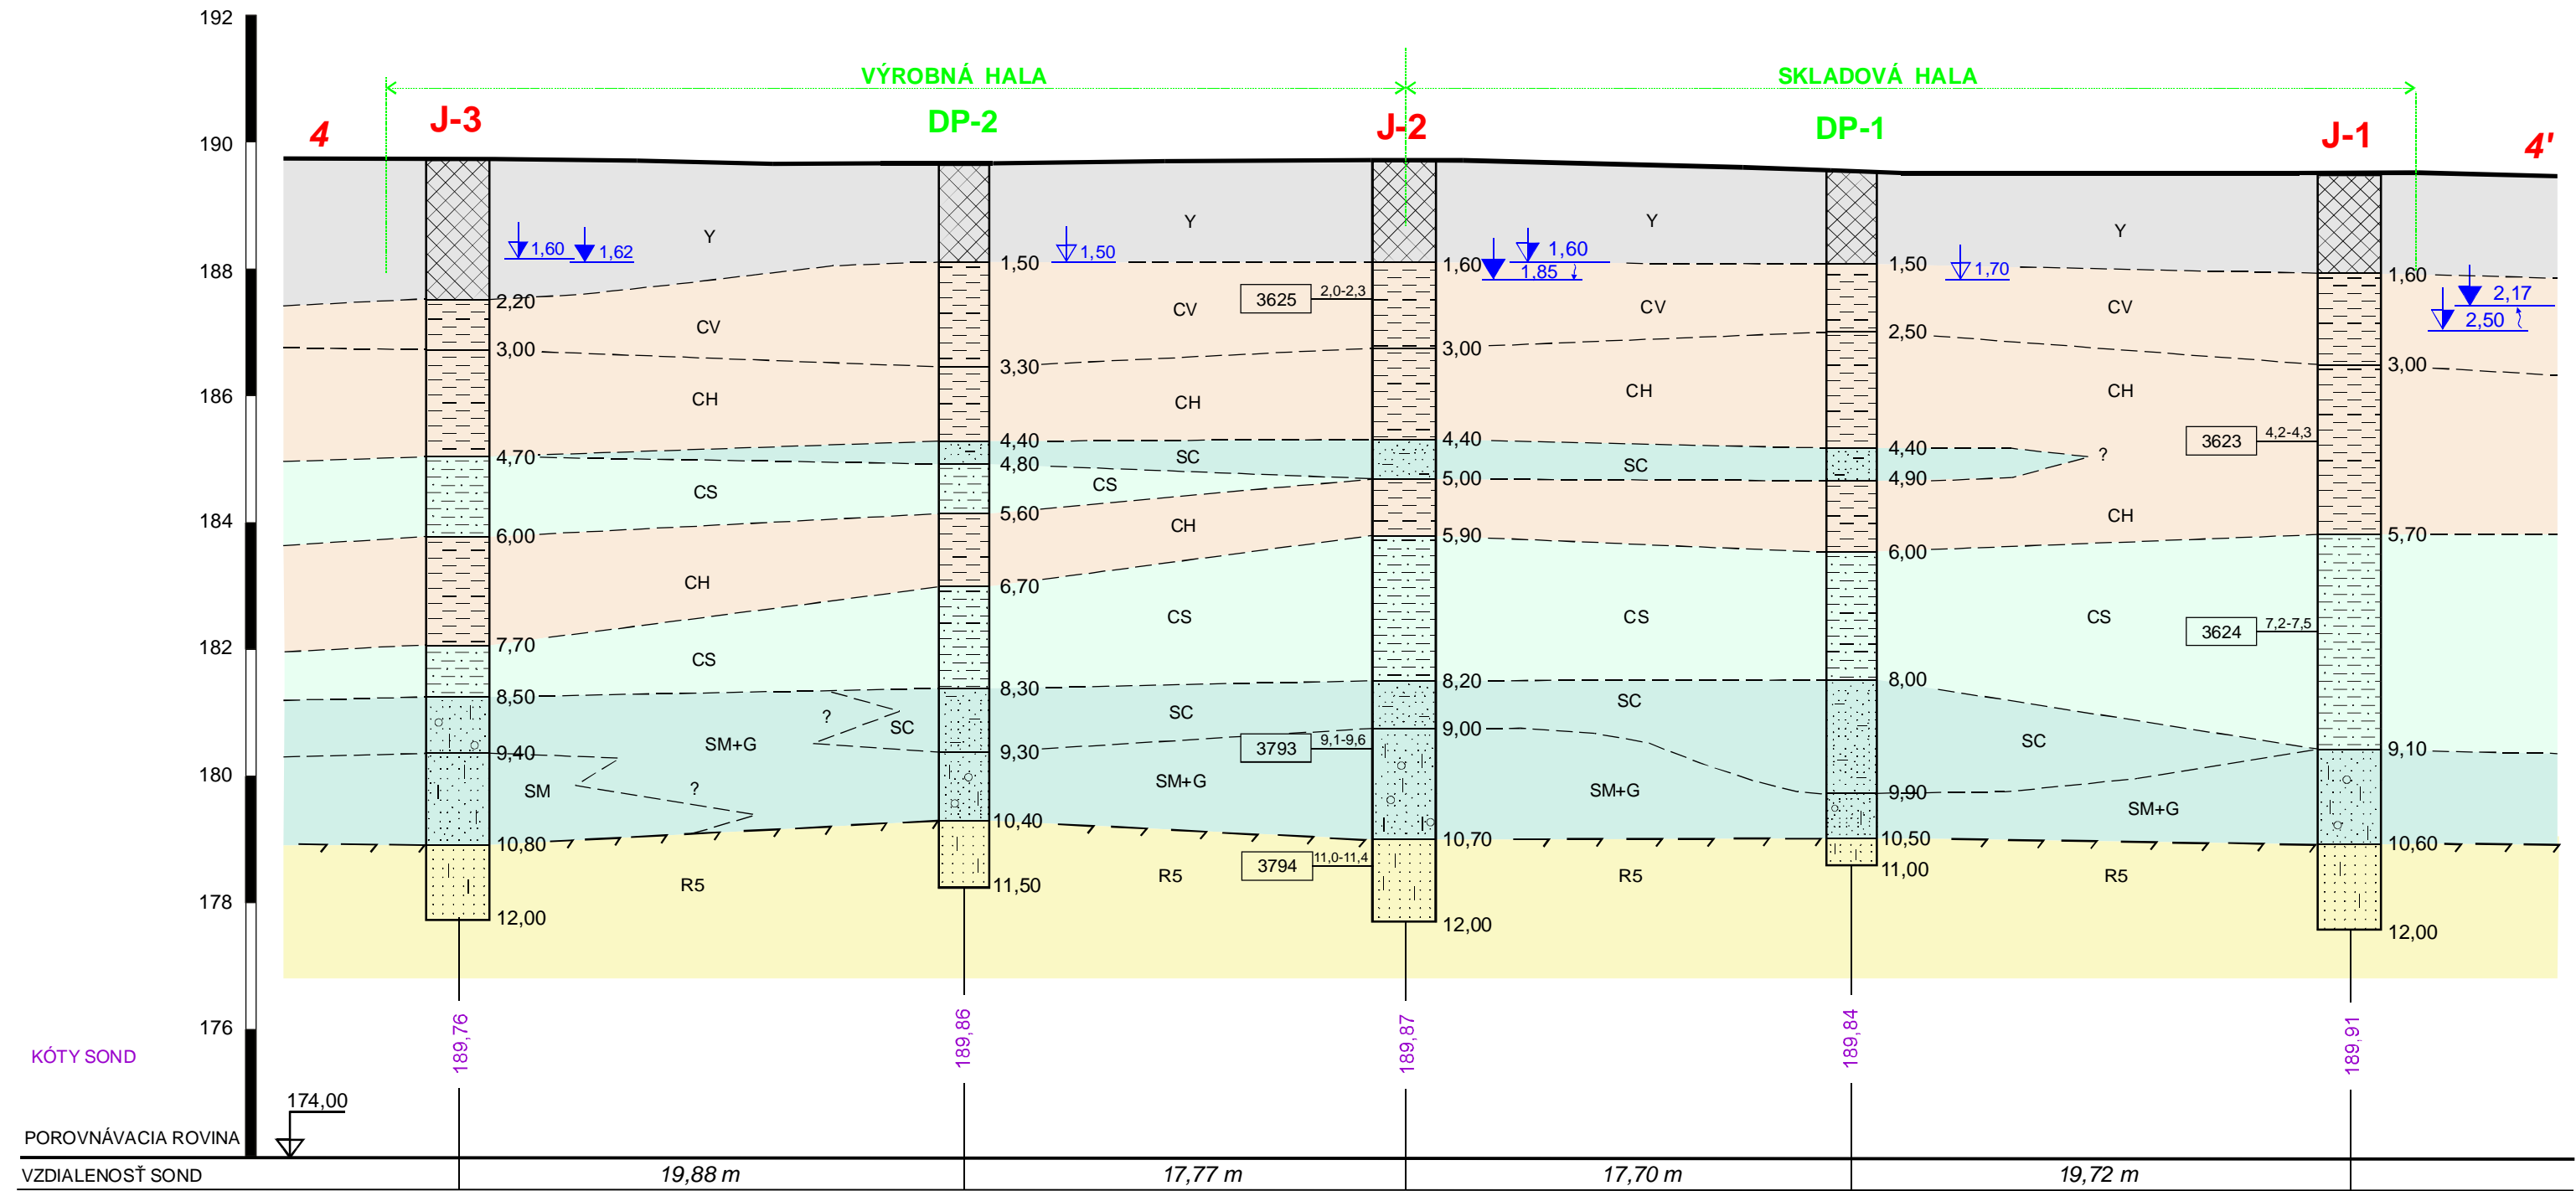 192
190
188
186
184
182
180
178
176
VÝROBNÁ HALA
SKLADOVÁ HALA
4
J-3
DP-2
J-2
DP-1
J-1
4'
Y
Y
Y
Y
1,60
1,62
1,50
1,60
1,85
1,70
2,17
2,50
2,20
3,00
4,70
6,00
7,70
8,50
9,40
10,80
12,00
CV
CH
CS
CH
CS
SM+G
?
SC
SM
?
R5
1,50
3,30
4,40
4,80
5,60
6,70
8,30
9,30
10,40
11,50
CV
CH
SC
CS
CH
CS
SC
SM+G
R5
3625
2,0-2,3
3793
9,1-9,6
3794
11,0-11,4
1,60
3,00
4,40
5,00
5,90
8,20
9,00
10,70
12,00
CV
CH
SC
CS
SC
SM+G
R5
1,50
2,50
4,40
4,90
6,00
8,00
9,90
10,50
11,00
CV
CH
?
CH
CS
SC
SM+G
R5
3623
4,2-4,3
3624
7,2-7,5
1,60
3,00
5,70
9,10
10,60
12,00
KÓTY SOND
189,76
189,86
189,87
189,84
189,91
174,00
POROVNÁVACIA ROVINA
VZDIALENOSŤ SOND
19,88 m
17,77 m
17,70 m
19,72 m